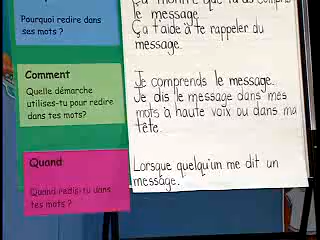 Pourquoi redire dans
ses mots ?
le message
Ça t'aide à te rappeler du
message.
Comment
Quelle démarche
utilises-tu pour redire
dans tes mots?
Je comprends le message.
Je dis le message dans mes
mots à haute voix ou dans ma
tête.
Quand
Quand redis-tu dans
tes mots ?
Lorsque quelqu'un me dit un
message.